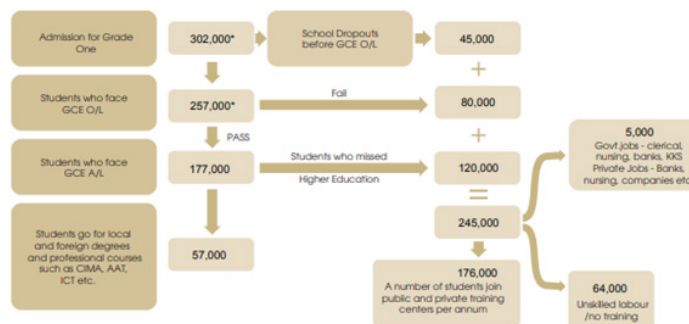 Admission for Grade
One
302,000*
School Dropouts
before GCE O/L
45,000
+
Students who face
GCE O/L
257,000*
Fail
80,000
PASS
+
Students who face
GCE A/L
177,000
Students who missed
Higher Education
120,000
=
245,000
5,000
Govt.jobs - clerical,
nursing, banks, KKS
Private Jobs - Banks,
nursing, companies etc
Students go for local
and foreign degrees
and professional courses
such as CIMA, AAT,
ICT etc.
57,000
176,000
A number of students join
public and private training
centers per annum
64,000
Unskilled labour
/no training